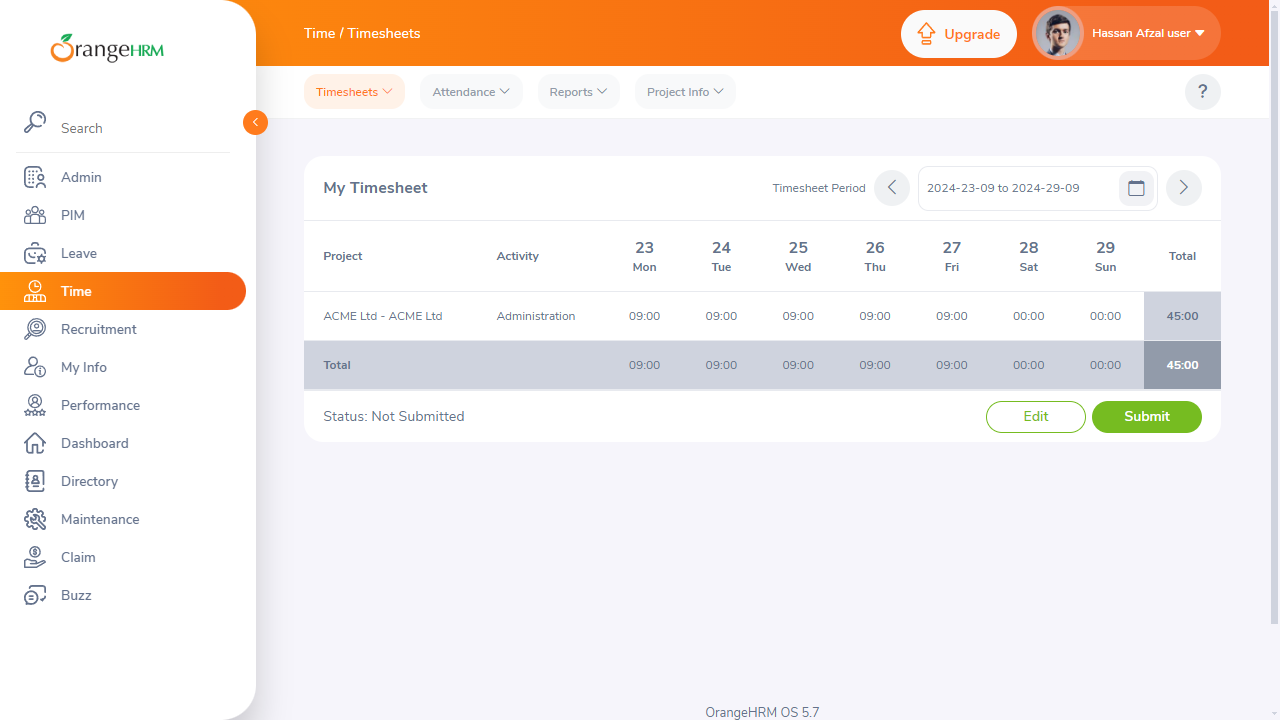 OrangeHRM
Time / Timesheets
Upgrade
Hassan Afzal user
Timesheets
Attendance
Reports
Project Info
?
Search
Admin
PIM
Leave
Time
Recruitment
My Info
Performance
Dashboard
Directory
Maintenance
Claim
Buzz
My Timesheet
Timesheet Period
2024-23-09 to 2024-29-09
Project Activity 23 Mon 24 Tue 25 Wed 26 Thu 27 Fri 28 Sat 29 Sun Total
ACME Ltd - ACME Ltd Administration 09:00 09:00 09:00 09:00 09:00 00:00 00:00 45:00
Total 09:00 09:00 09:00 09:00 09:00 00:00 00:00 45:00
Status: Not Submitted
Edit
Submit
OrangeHRM OS 5.7